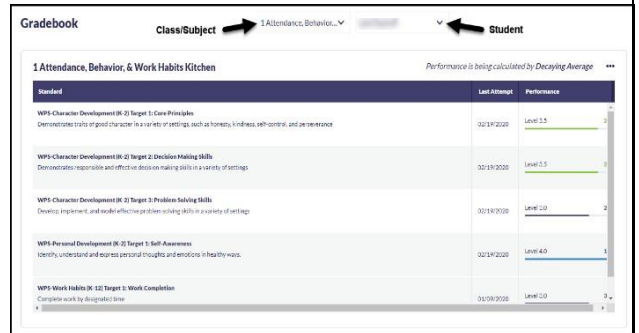 Gradebook
Class/Subject
1 Attendance, Behavior...
Student
1 Attendance, Behavior, & Work Habits Kitchen
Performance is being calculated by Decaying Average
Standard Last Attempt Performance
WPS-Character Development (K-2) Target 1: Core Principles
Demonstrates traits of good character in a variety of settings, such as honesty, kindness, self-control, and perseverance
02/19/2020 Level 3.5
WPS-Character Development (K-2) Target 2: Decision Making Skills
Demonstrates responsible and effective decision making skills in a variety of settings
02/19/2020 Level 3.5
WPS-Character Development (K-2) Target 3: Problem Solving Skills
Develop, implement, and model effective problem solving skills in a variety of settings
02/19/2020 Level 3.0 2
WPS-Personal Development (K-2) Target 1: Self-Awareness
Identify, understand and express personal thoughts and emotions in healthy ways.
02/19/2020 Level 4.0 1
WPS-Work Habits (K-12) Target 1: Work Completion
Complete work by designated time
01/09/2020 Level 3.0 3